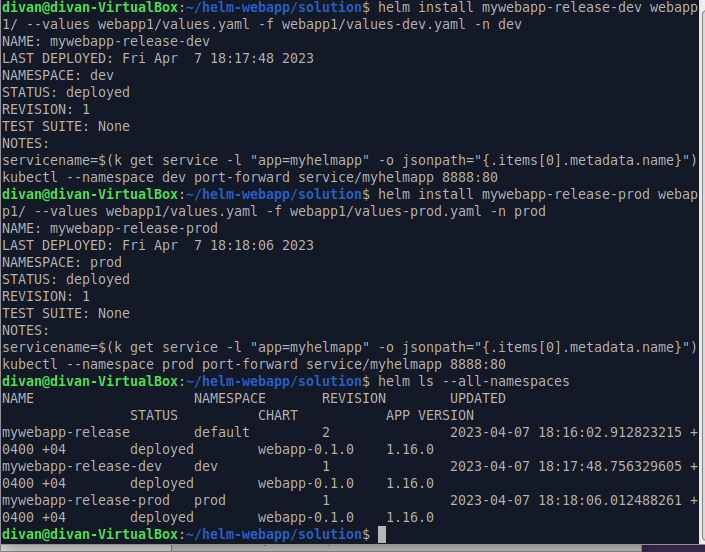 divan@divan-VirtualBox:~/helm-webapp/solution$ helm install mywebapp-release-dev webapp
1/ --values webapp1/values.yaml -f webapp1/values-dev.yaml -n dev
NAME: mywebapp-release-dev
LAST DEPLOYED: Fri Apr  7 18:17:48 2023
NAMESPACE: dev
STATUS: deployed
REVISION: 1
TEST SUITE: None
NOTES:
servicename=$(k get service -l "app=myhelmapp" -o jsonpath="{.items[0].metadata.name}")
kubectl --namespace dev port-forward service/myhelmapp 8888:80
divan@divan-VirtualBox:~/helm-webapp/solution$ helm install mywebapp-release-prod webap
p1/ --values webapp1/values.yaml -f webapp1/values-prod.yaml -n prod
NAME: mywebapp-release-prod
LAST DEPLOYED: Fri Apr  7 18:18:06 2023
NAMESPACE: prod
STATUS: deployed
REVISION: 1
TEST SUITE: None
NOTES:
servicename=$(k get service -l "app=myhelmapp" -o jsonpath="{.items[0].metadata.name}")
kubectl --namespace prod port-forward service/myhelmapp 8888:80
divan@divan-VirtualBox:~/helm-webapp/solution$ helm ls --all-namespaces
NAME                    NAMESPACE       REVISION        UPDATED
                STATUS          CHART           APP VERSION
mywebapp-release        default         2               2023-04-07 18:16:02.912823215 +
0400 +04        deployed        webapp-0.1.0    1.16.0
mywebapp-release-dev    dev             1               2023-04-07 18:17:48.756329605 +
0400 +04        deployed        webapp-0.1.0    1.16.0
mywebapp-release-prod   prod            1               2023-04-07 18:18:06.012488261 +
0400 +04        deployed        webapp-0.1.0    1.16.0
divan@divan-VirtualBox:~/helm-webapp/solution$